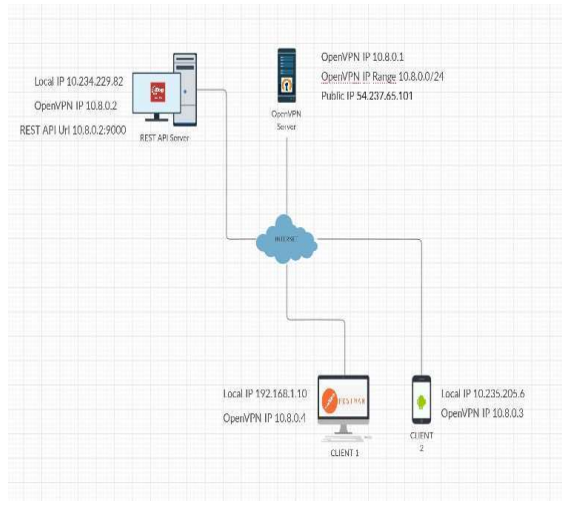 OpenVPN IP 10.8.0.1
OpenVPN IP Range 10.8.0.0/24
Public IP 54.237.65.101
OpenVPN
Server
Local IP 10.234.229.82
OpenVPN IP 10.8.0.2
REST API Url 10.8.0.2:9000
REST API Server
INTERNET
Local IP 192.168.1.10
OpenVPN IP 10.8.0.4
CLIENT 1
Local IP 10.235.205.6
OpenVPN IP 10.8.0.3
CLIENT
2